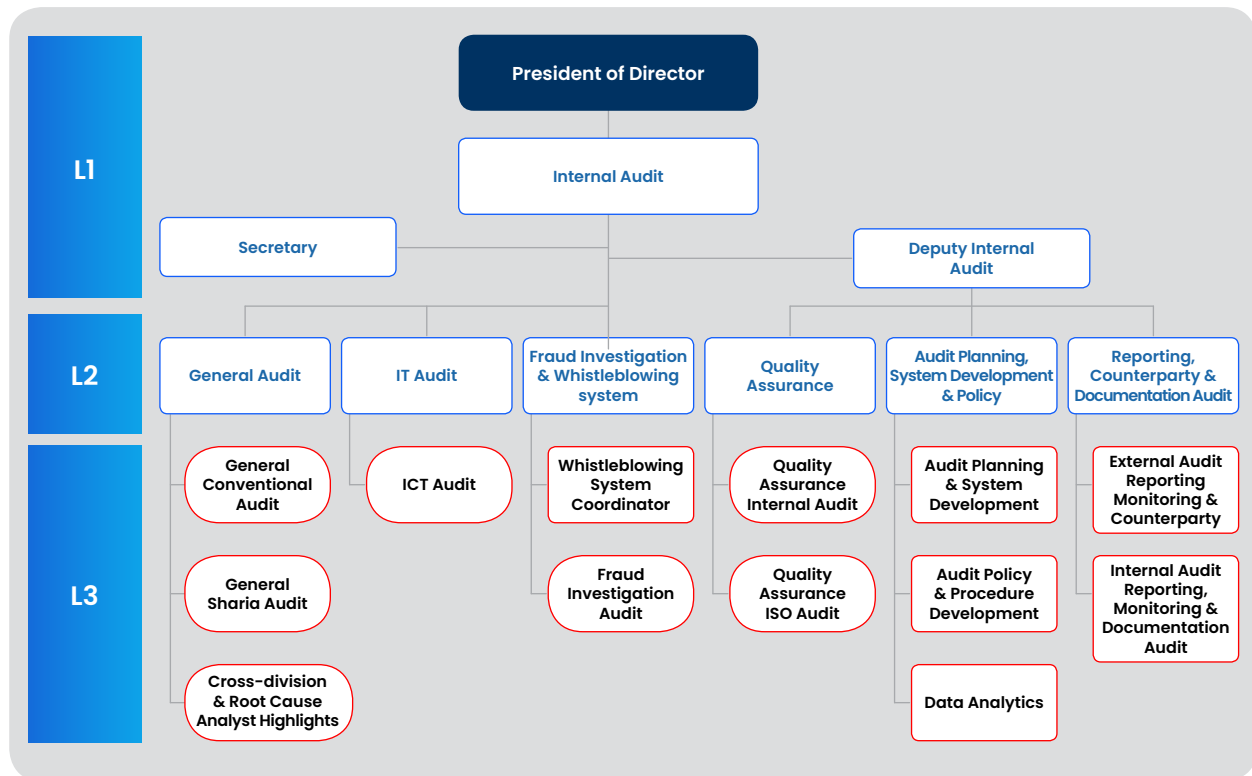 President of Director
L1
Internal Audit
Secretary
Deputy Internal
Audit
L2
General Audit
IT Audit
Fraud Investigation
& Whistleblowing
system
Quality
Assurance
Audit Planning,
System Development
& Policy
Reporting,
Counterparty &
Documentation Audit
L3
General
Conventional
Audit
ICT Audit
Whistleblowing
System
Coordinator
Quality
Assurance
Internal Audit
Audit Planning
& System
Development
External Audit
Reporting
Monitoring &
Counterparty
General
Sharia Audit
Fraud
Investigation
Audit
Quality
Assurance
ISO Audit
Audit Policy
& Procedure
Development
Internal Audit
Reporting,
Monitoring &
Documentation
Audit
Cross-division
& Root Cause
Analyst Highlights
Data Analytics